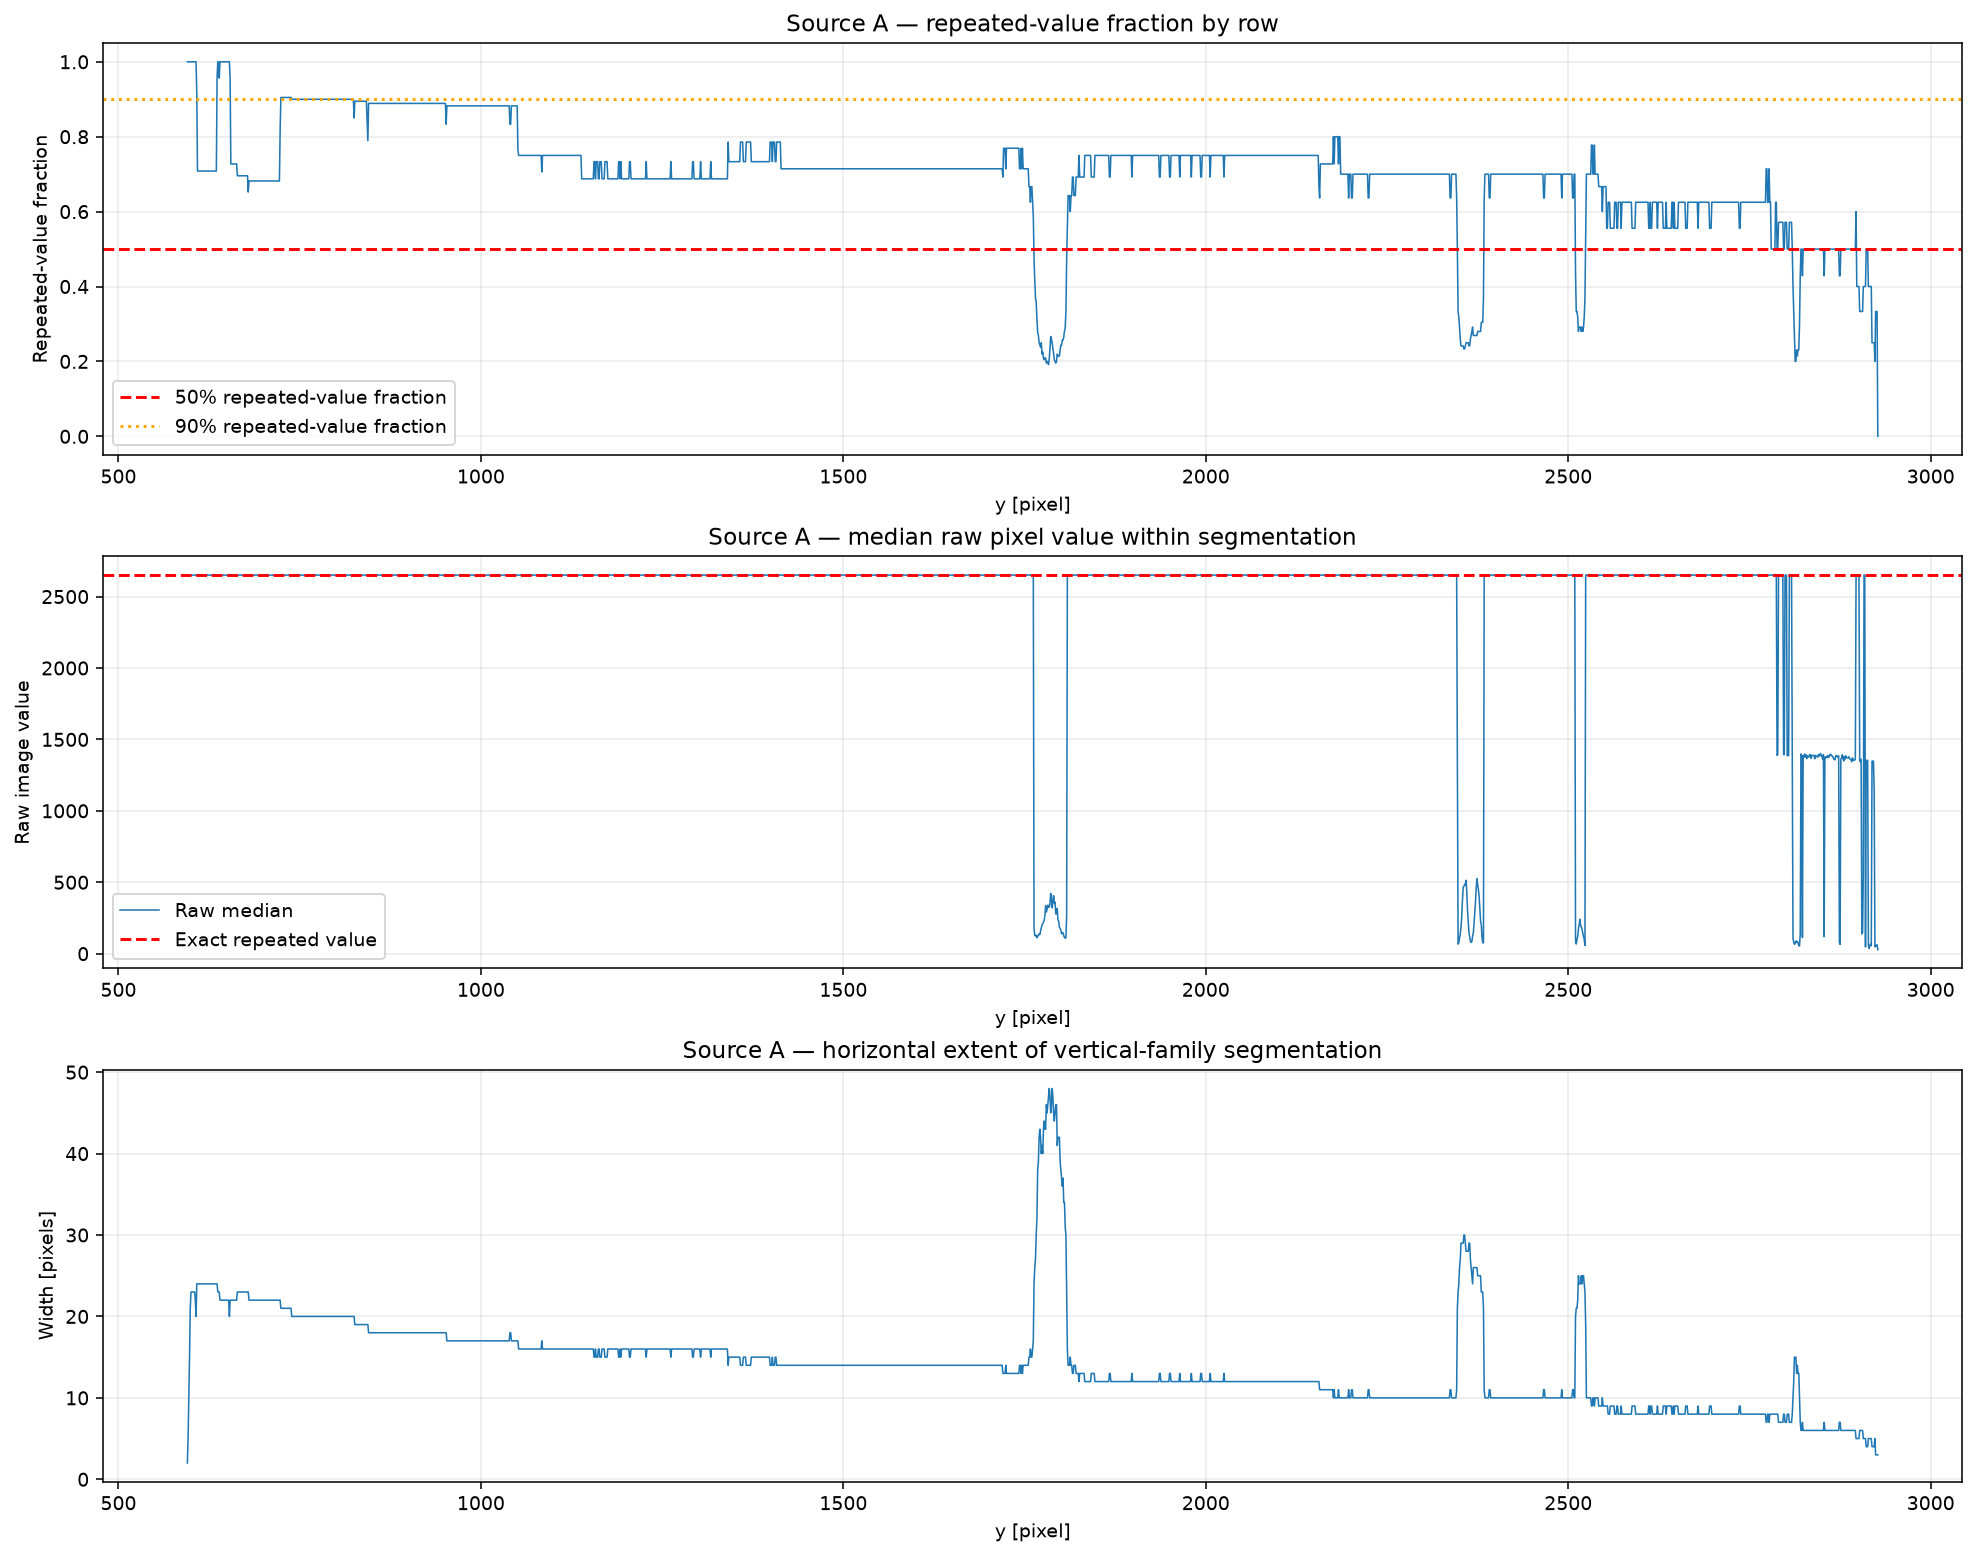 Source A — repeated-value fraction by row
Repeated-value fraction
1.0
0.8
0.6
0.4
0.2
0.0
50% repeated-value fraction
90% repeated-value fraction
500 1000 1500 2000 2500 3000
y [pixel]
Source A — median raw pixel value within segmentation
Raw image value
2500
2000
1500
1000
500
0
Raw median
Exact repeated value
500 1000 1500 2000 2500 3000
y [pixel]
Source A — horizontal extent of vertical-family segmentation
Width [pixels]
50
40
30
20
10
0
500 1000 1500 2000 2500 3000
y [pixel]